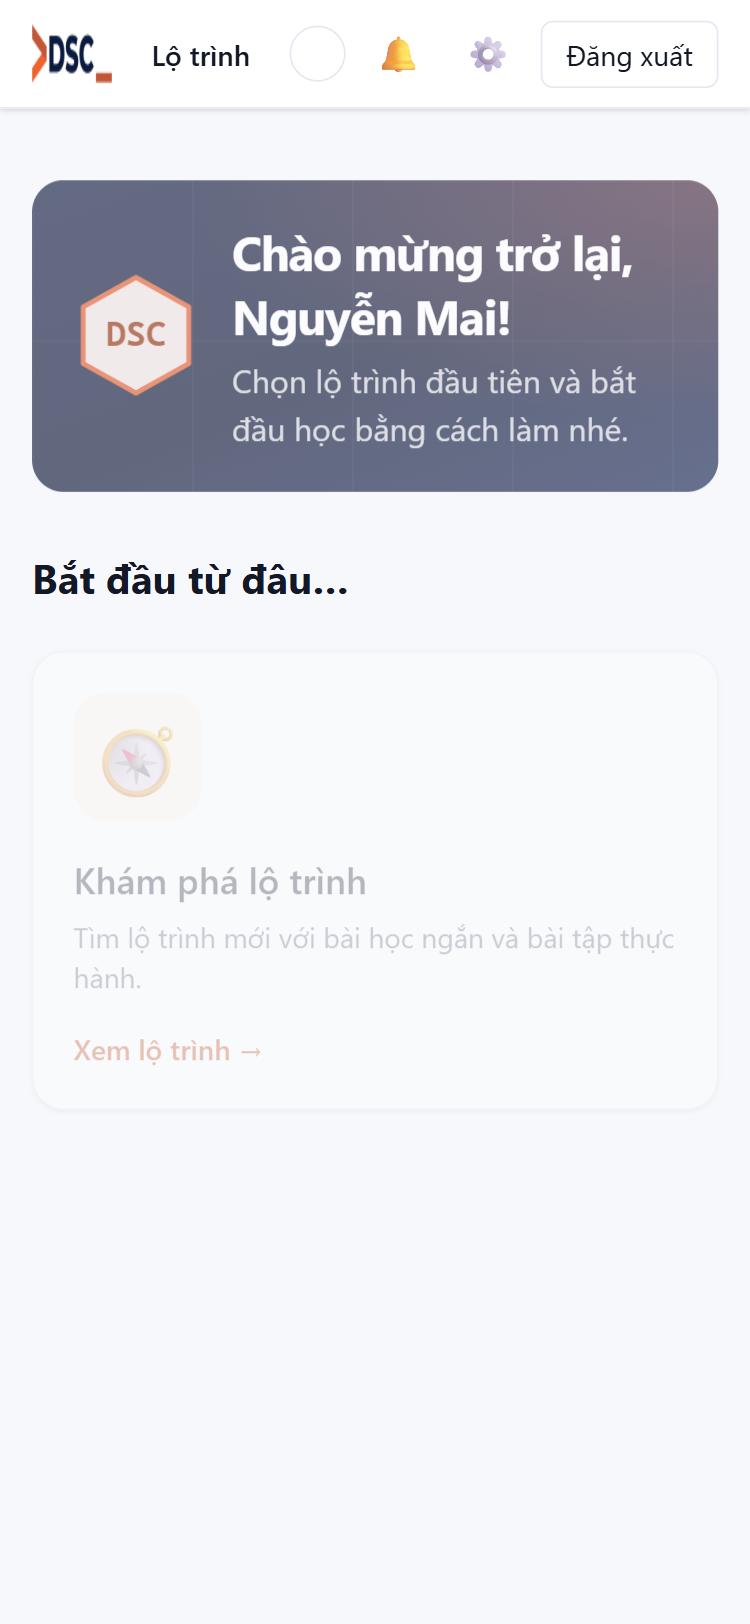 DSC_
Lộ trình
Đăng xuất
DSC
Chào mừng trở lại,
Nguyễn Mai!
Chọn lộ trình đầu tiên và bắt
đầu học bằng cách làm nhé.
Bắt đầu từ đâu...
Khám phá lộ trình
Tìm lộ trình mới với bài học ngắn và bài tập thực
hành.
Xem lộ trình →